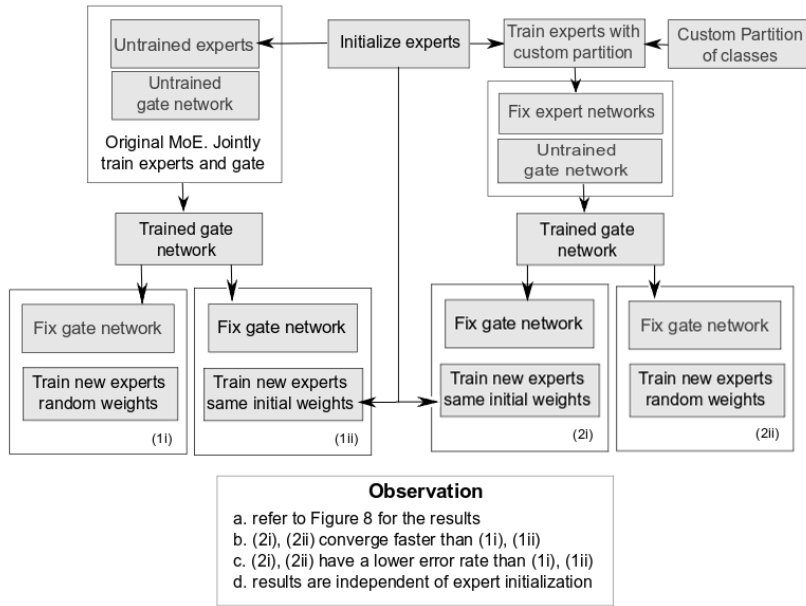 Untrained experts
Initialize experts
Train experts with
custom partition
Custom Partition
of classes
Untrained
gate network
Original MoE. Jointly
train experts and gate
Fix expert networks
Untrained
gate network
Trained gate
network
Trained gate
network
Fix gate network
Train new experts
random weights
(1i)
Fix gate network
Train new experts
same initial weights
(1ii)
Fix gate network
Train new experts
same initial weights
(2i)
Fix gate network
Train new experts
random weights
(2ii)
Observation
a. refer to Figure 8 for the results
b. (2i), (2ii) converge faster than (1i), (1ii)
c. (2i), (2ii) have a lower error rate than (1i), (1ii)
d. results are independent of expert initialization